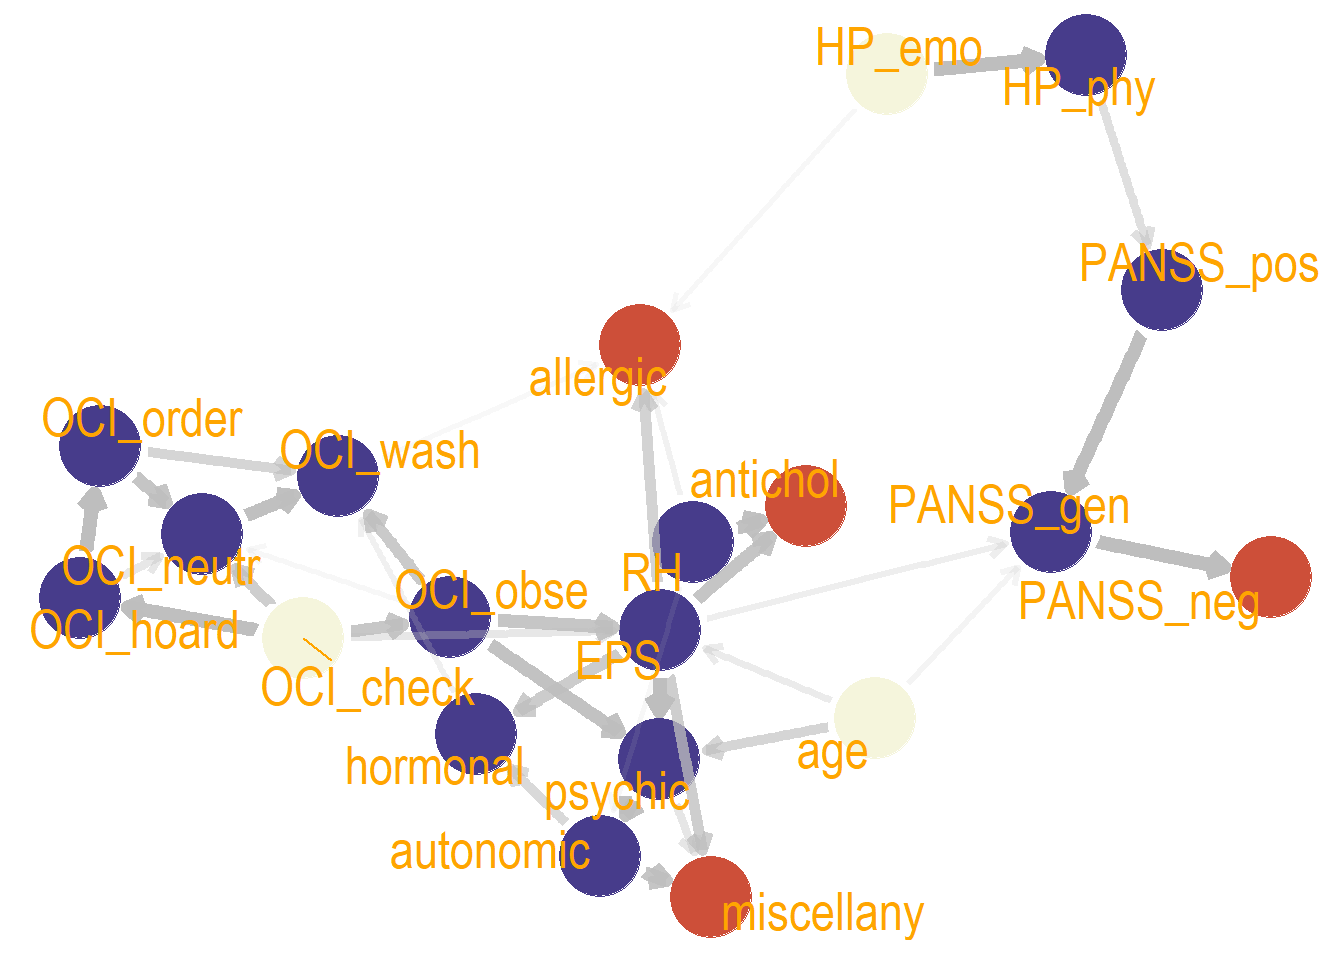 HP_emo
HP_phy
PANSS_pos
allergic
OCI_order
OCI_wash
antichol
PANSS_gen
OCI_neutr
RH
OCI_obse
PANSS_neg
OCI_hoard
EPS
OCI_check
age
hormonal
psychic
autonomic
miscellany